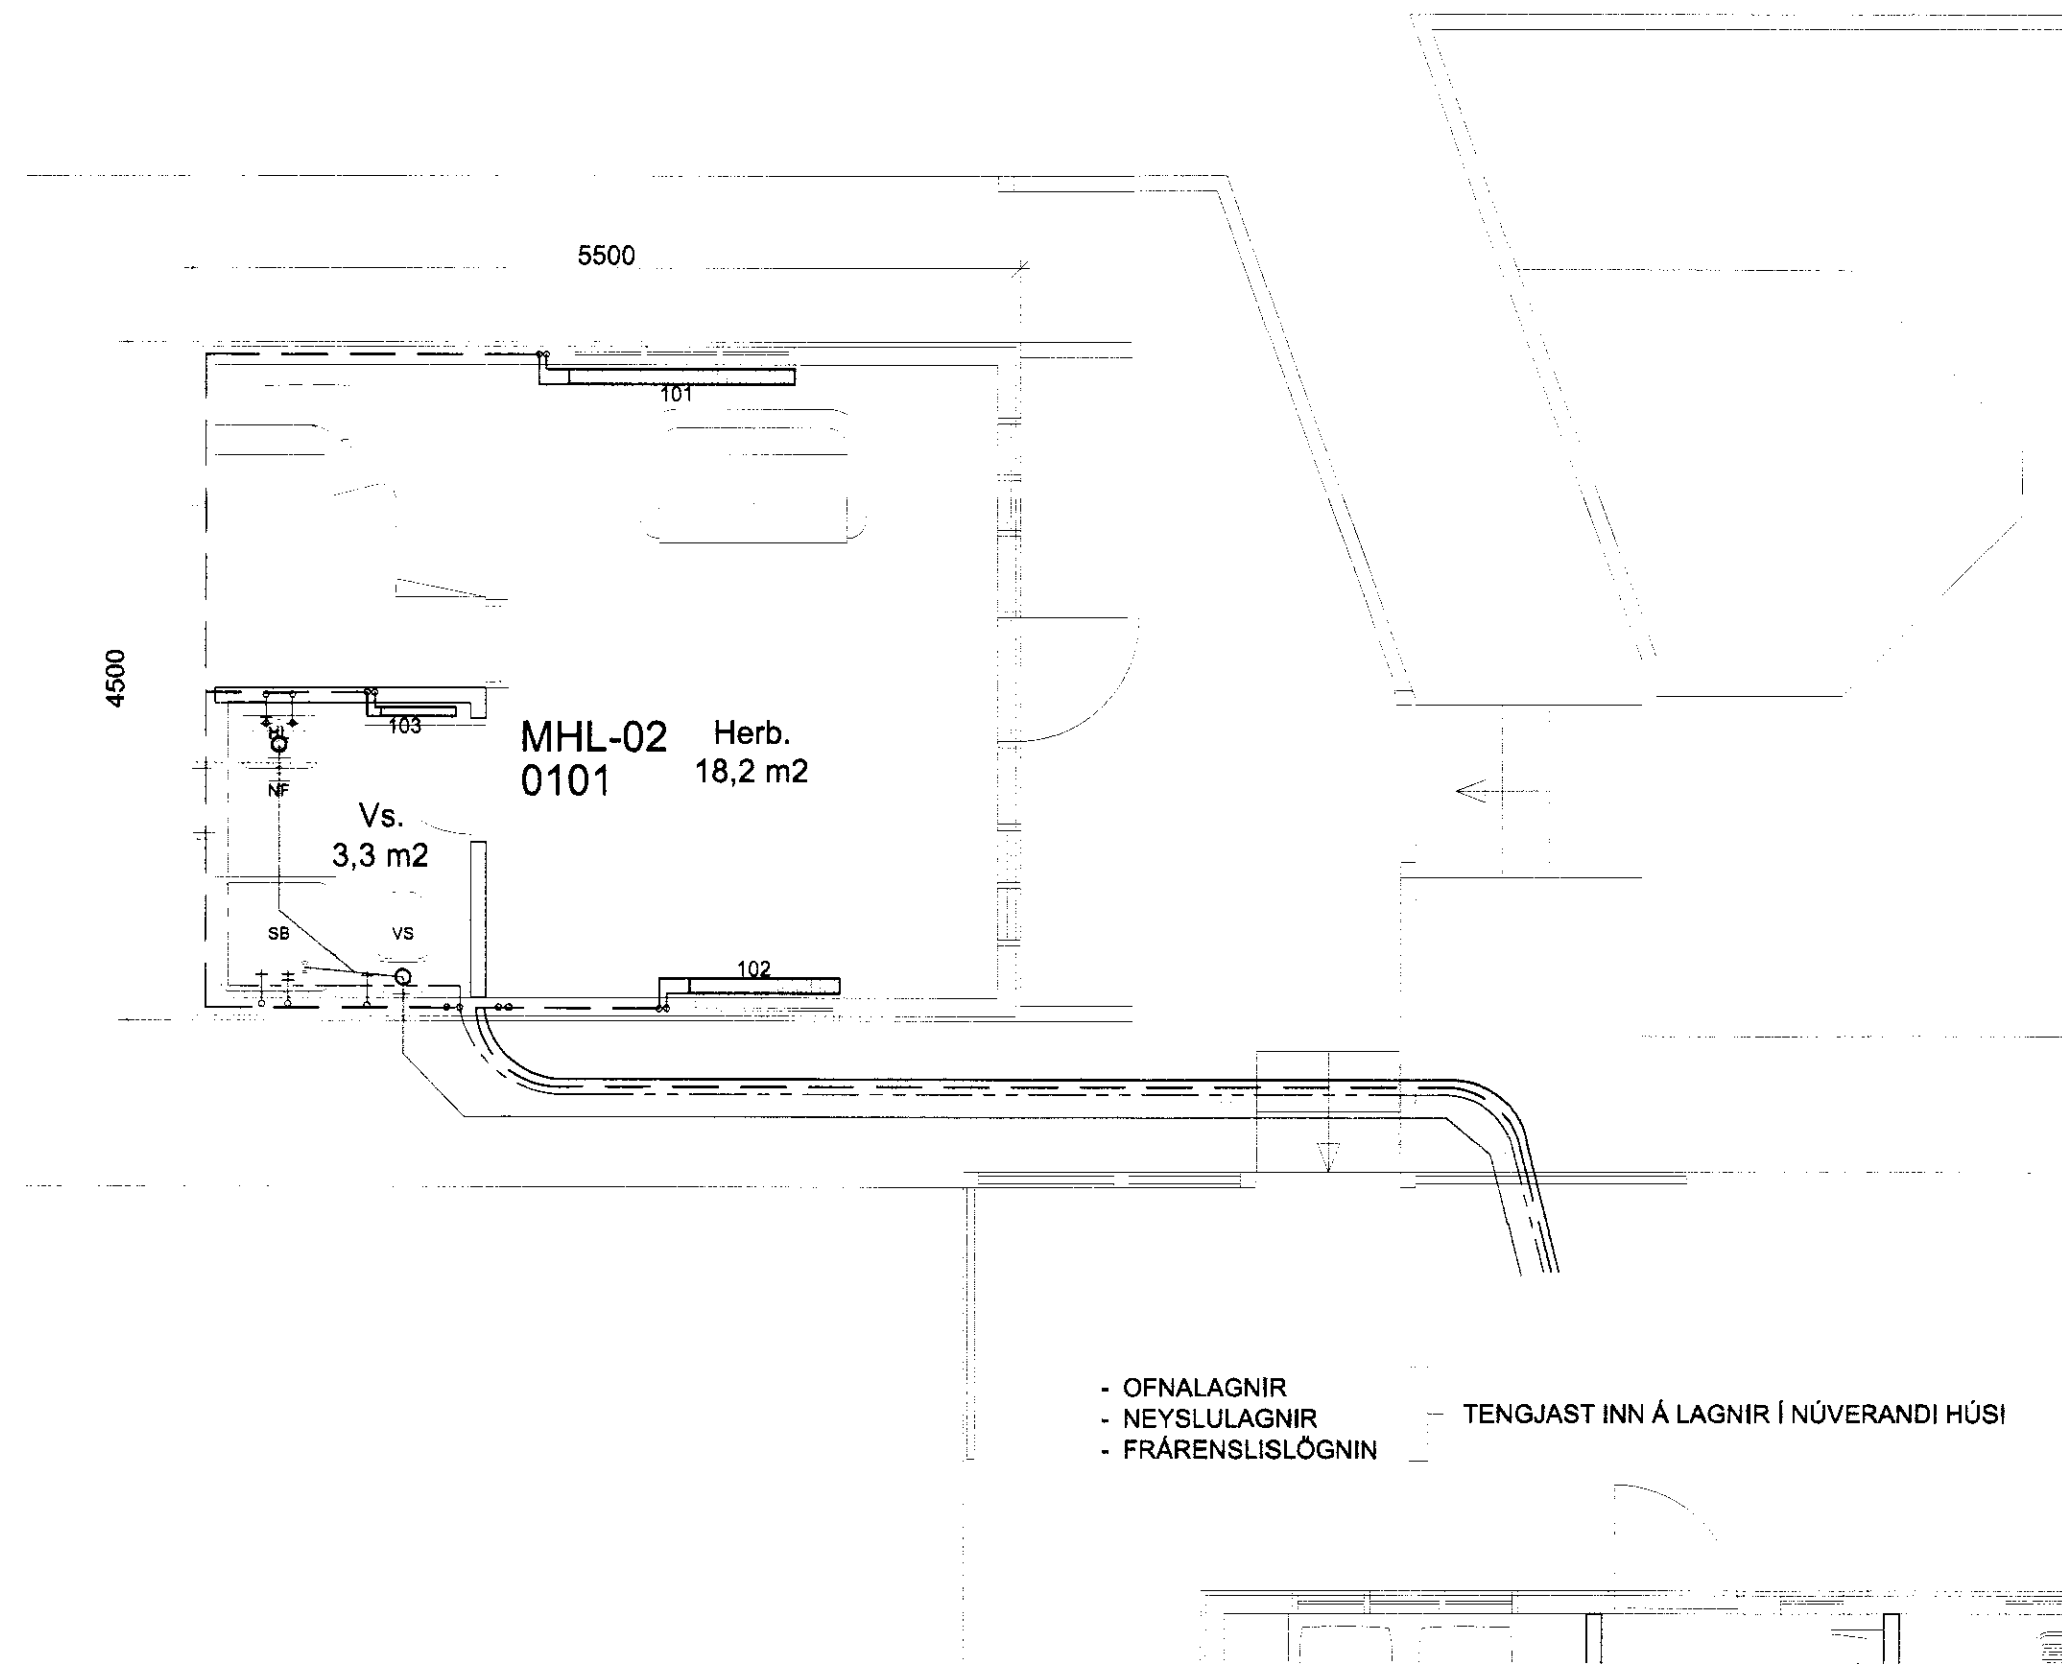 5500
101
4500
103
MHL-02
0101
Herb.
18,2 m2
HL
NF
Vs.
3,3 m2
SB
VS
102
- OFNALAGNIR
- NEYSLULAGNIR
- FRÁRENSLISLÖGNIN
TENGJAST INN Á LAGNIR Í NÚVERANDI HÚSI